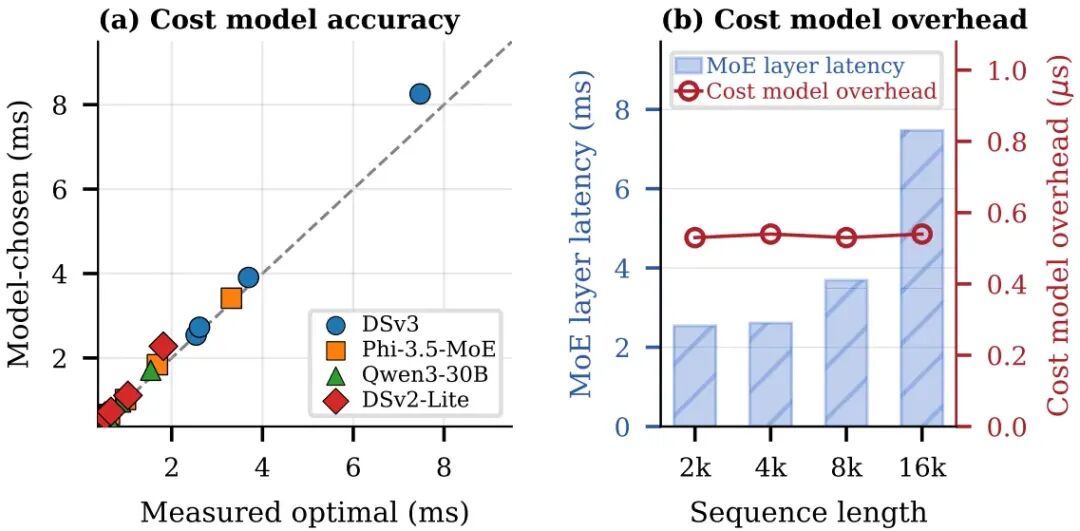 (a) Cost model accuracy
Model-chosen (ms)
8
6
4
2
2 4 6 8
Measured optimal (ms)
DSv3
Phi-3.5-MoE
Qwen3-30B
DSv2-Lite
(b) Cost model overhead
MoE layer latency
Cost model overhead
MoE layer latency (ms)
8
6
4
2
0
1.0
0.8
0.6
0.4
0.2
0.0
Cost model overhead (μs)
2k 4k 8k 16k
Sequence length